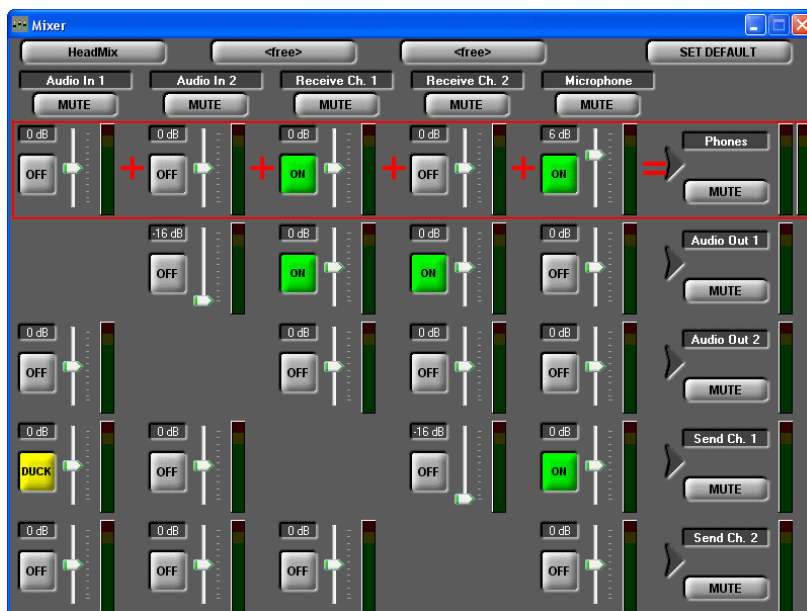 Mixer
HeadMix <free> <free> SET DEFAULT
Audio In 1 Audio In 2 Receive Ch. 1 Receive Ch. 2 Microphone
MUTE MUTE MUTE MUTE MUTE
0 dB 0 dB 0 dB 0 dB 6 dB Phones
OFF + OFF + ON + OFF + ON = MUTE
-16 dB 0 dB 0 dB 0 dB Audio Out 1
OFF ON ON OFF MUTE
0 dB 0 dB 0 dB 0 dB Audio Out 2
OFF OFF OFF OFF MUTE
0 dB 0 dB -16 dB 0 dB Send Ch. 1
DUCK OFF OFF ON MUTE
0 dB 0 dB 0 dB 0 dB Send Ch. 2
OFF OFF OFF OFF MUTE